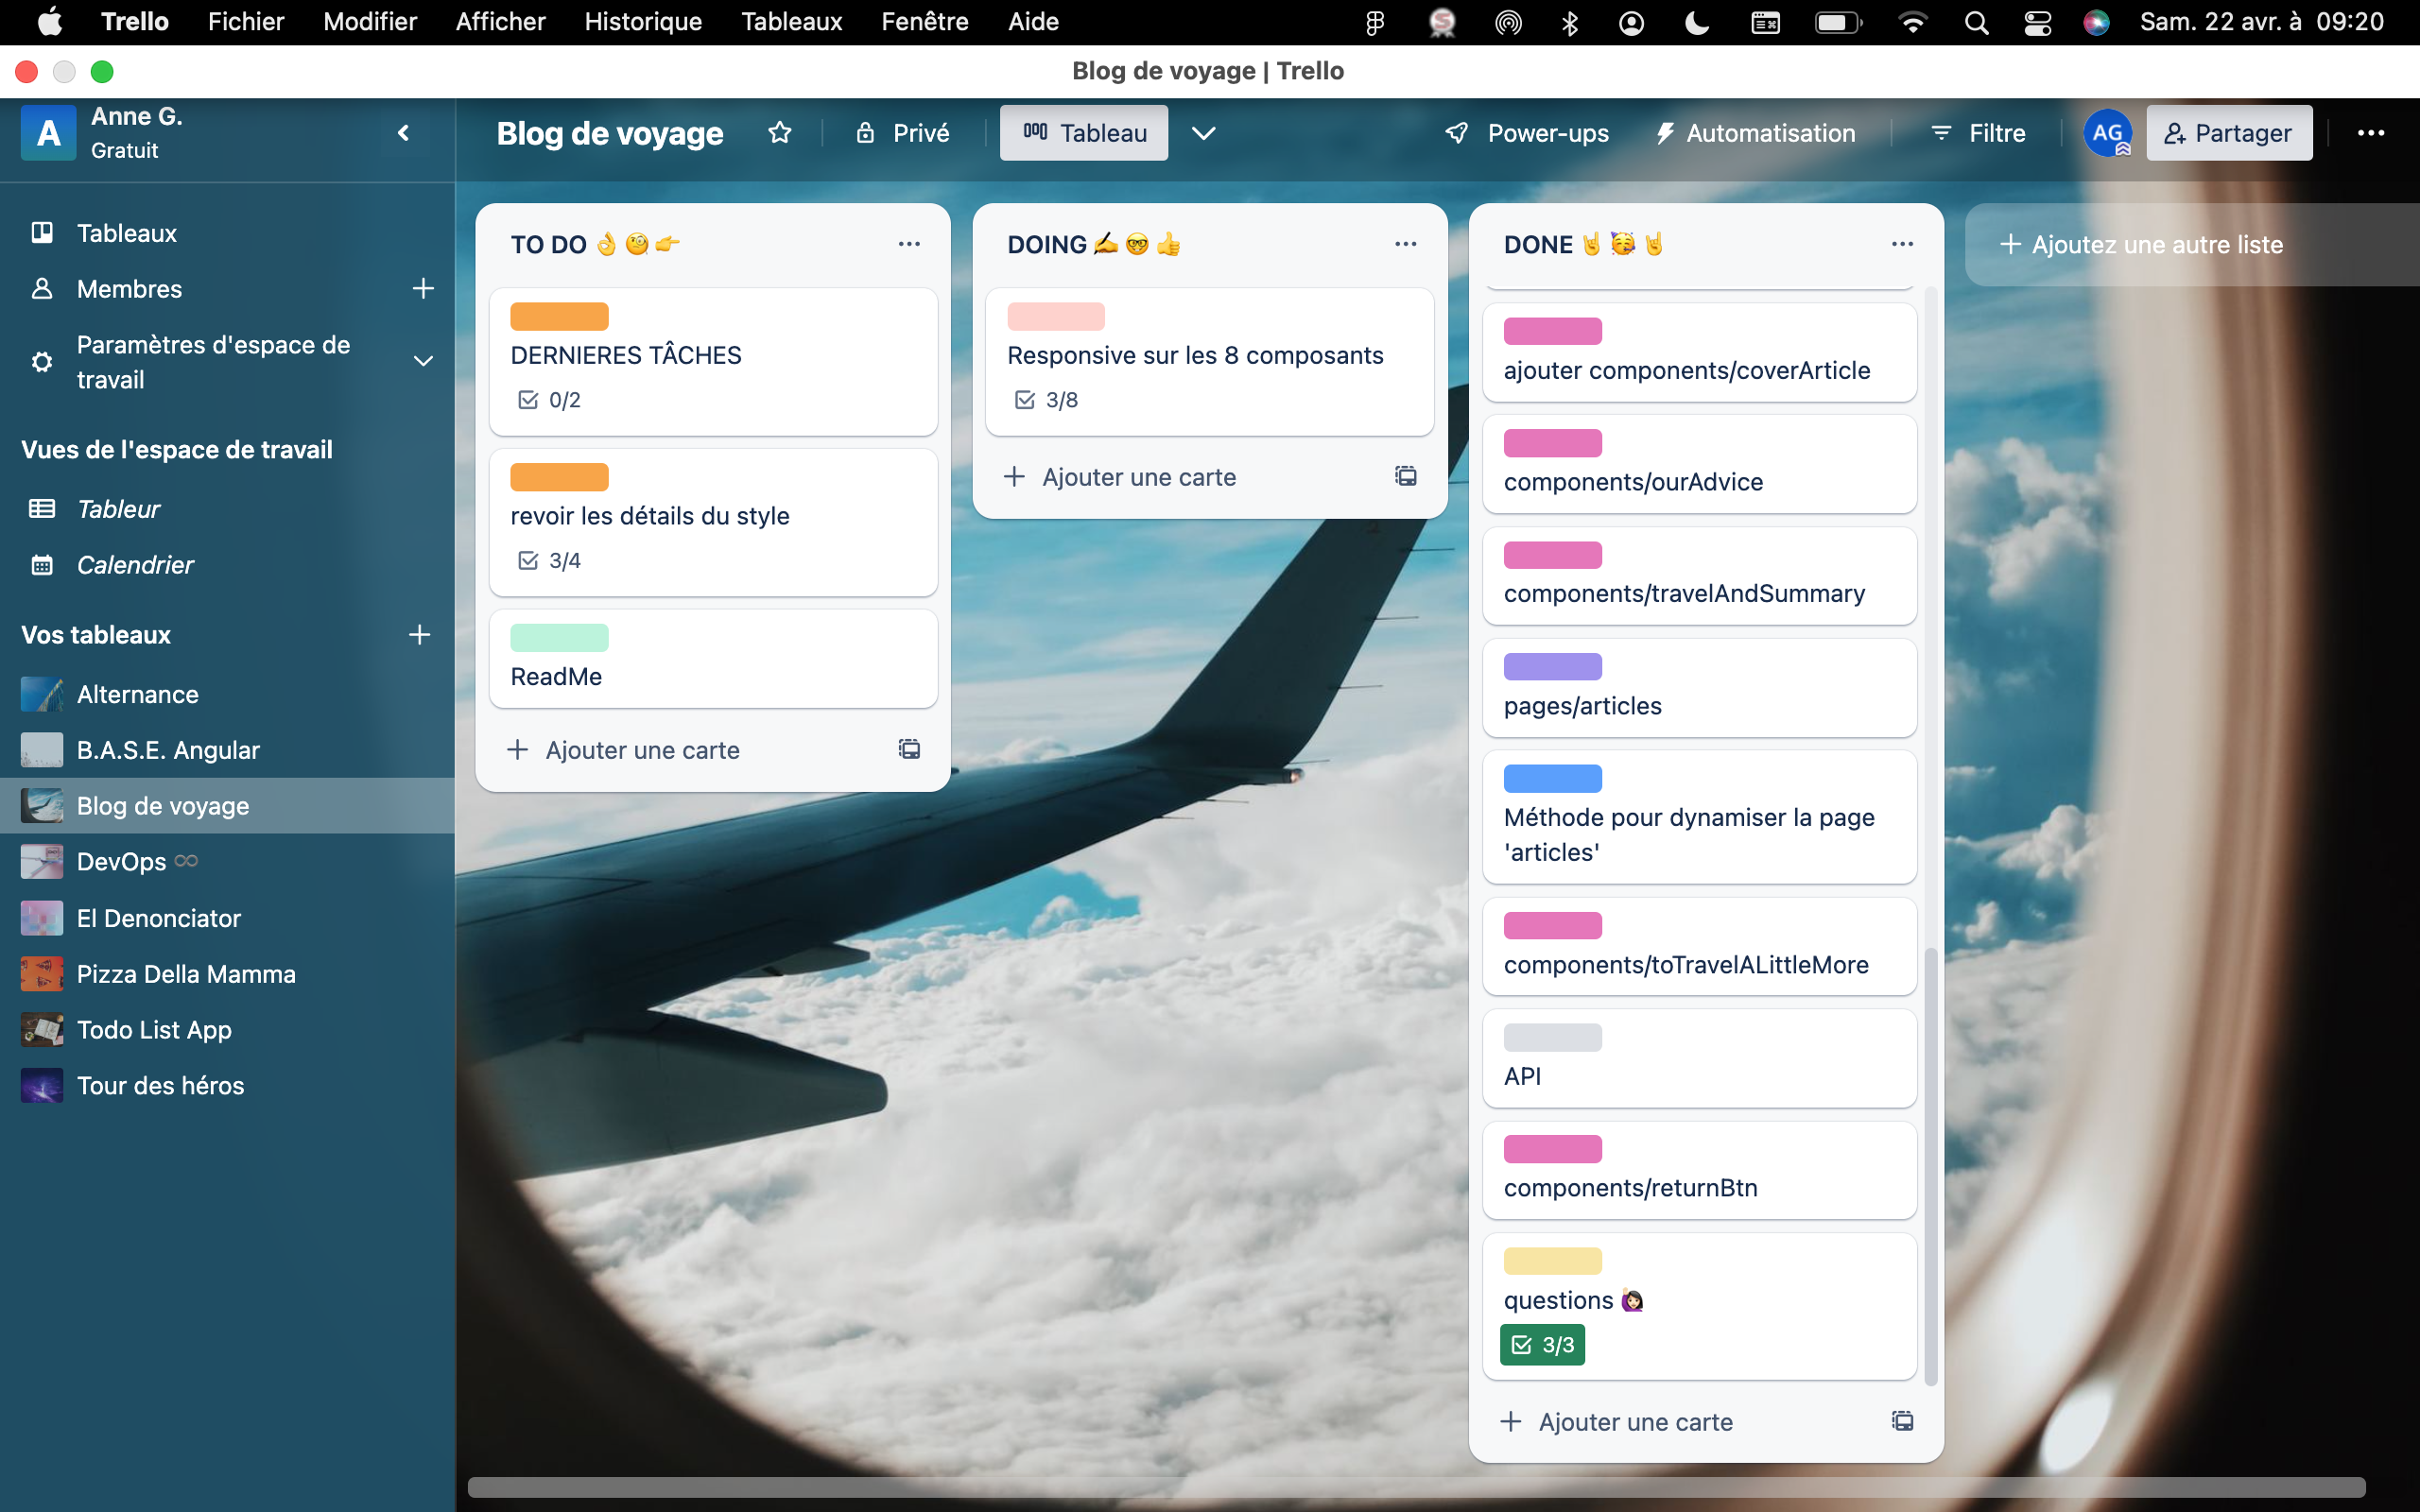 Trello Fichier Modifier Afficher Historique Tableaux Fenêtre Aide Sam. 22 avr. à 09:20
Blog de voyage | Trello
A Anne G.
Gratuit
Blog de voyage Privé Tableau Power-ups Automatisation Filtre AG Partager
Tableaux
Membres
Paramètres d'espace de
travail
Vues de l'espace de travail
Tableur
Calendrier
Vos tableaux
Alternance
B.A.S.E. Angular
Blog de voyage
DevOps ♾
El Denonciator
Pizza Della Mamma
Todo List App
Tour des héros
TO DO 👌🧐👉
DERNIERES TÂCHES
0/2
revoir les détails du style
3/4
ReadMe
Ajouter une carte
DOING ✍️🤓👍
Responsive sur les 8 composants
3/8
Ajouter une carte
DONE 🤘🥳🤘
ajouter components/coverArticle
components/ourAdvice
components/travelAndSummary
pages/articles
Méthode pour dynamiser la page
'articles'
components/toTravelALittleMore
API
components/returnBtn
questions 🙋🏻‍♀️
3/3
Ajouter une carte
Ajoutez une autre liste